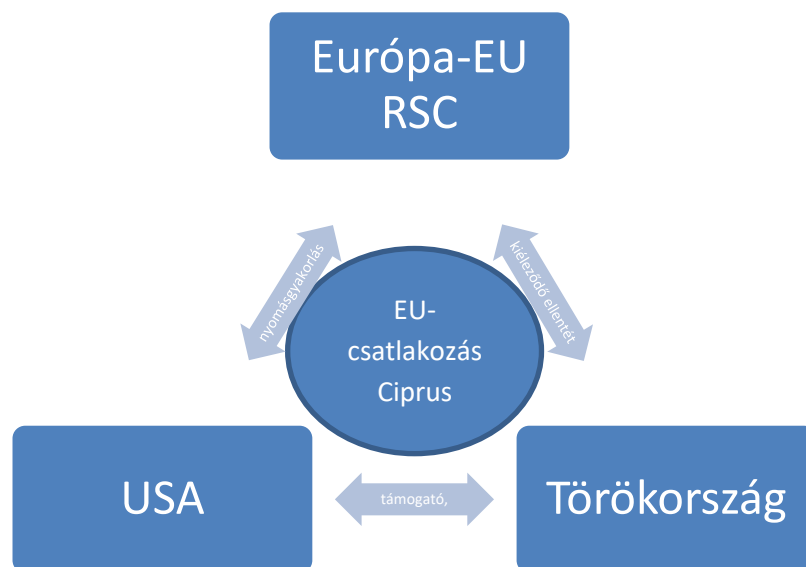 Európa-EU
RSC
nyomásgyakorlás
kiéleződő ellentét
EU-
csatlakozás
Ciprus
USA
támogató,
Törökország